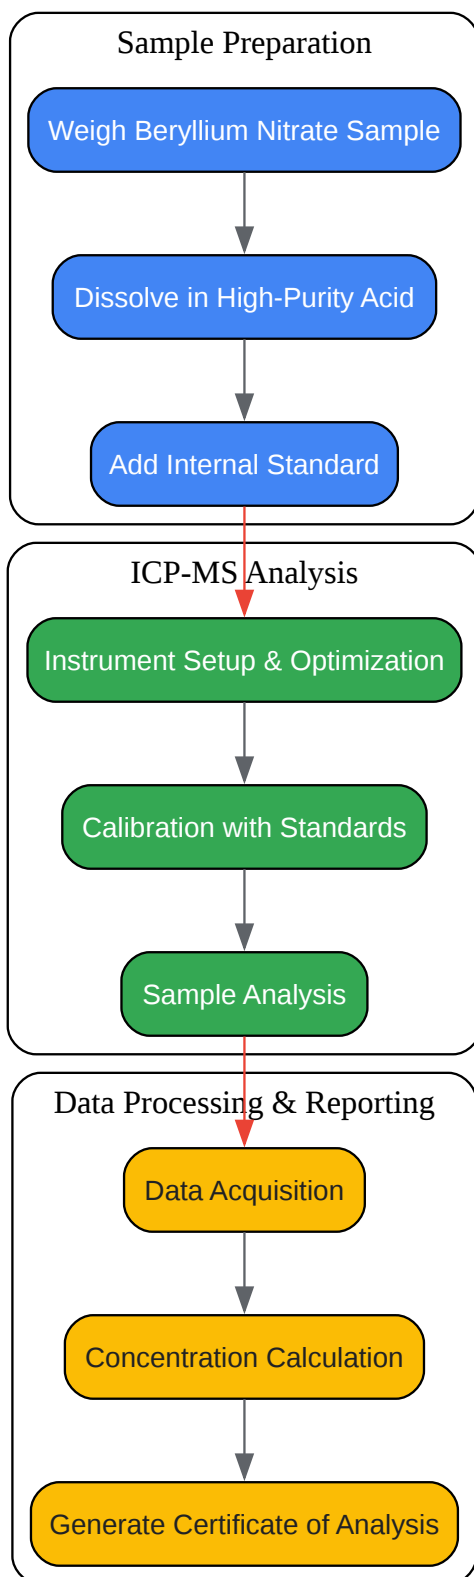 Sample Preparation
Weigh Beryllium Nitrate Sample
Dissolve in High-Purity Acid
Add Internal Standard
ICP-MS Analysis
Instrument Setup & Optimization
Calibration with Standards
Sample Analysis
Data Processing & Reporting
Data Acquisition
Concentration Calculation
Generate Certificate of Analysis